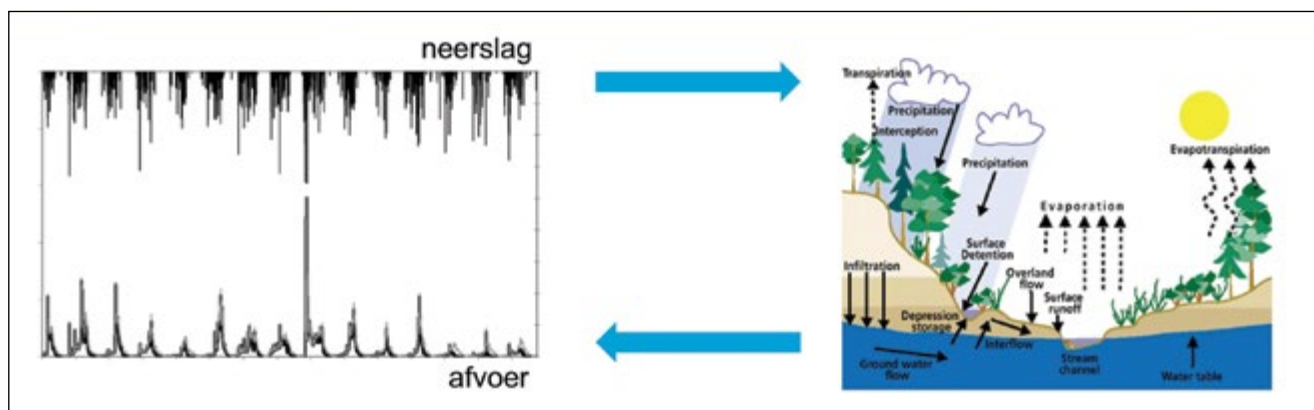 neerslag
afvoer
Transpiration
Precipitation
Interception
Precipitation
Evapotranspiration
Evaporation
Surface
Detention
Infiltration
Overland
flow
Surface
runoff
Depression
storage
Interflow
Ground water
flow
Stream
channel
Water table